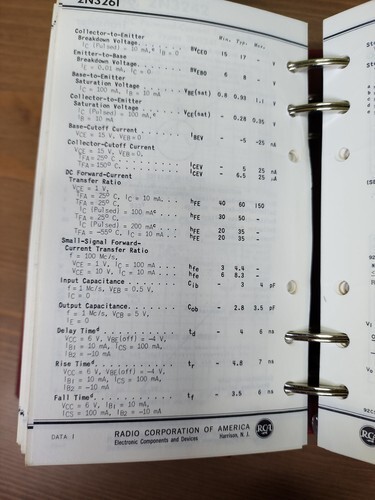 2N3261
Min. Typ. Max.
Collector-to-Emitter
Breakdown Voltage . . . . . . . BVCEO 15 17 - V
IC (Pulsed) = 10 mA,c IB = 0
Emitter-to-Base
Breakdown Voltage . . . . . . . BVEBO 6 8 - V
IE = 0.01 mA, IC = 0
Base-to-Emitter
Saturation Voltage . . . . . VBE(sat) 0.8 0.93 1.1 V
IC = 100 mA, IB = 10 mA
Collector-to-Emitter
Saturation Voltage . . . . . VCE(sat) - 0.28 0.35 V
IC (Pulsed) = 100 mA,c
IB = 10 mA
Base-Cutoff Current . . . . . . IBEV - -5 -25 nA
VCE = 15 V, VEB = 0
Collector-Cutoff Current
VCE = 15 V, VEB = 0,
TFA = 25° C . . . . . . . . . ICEV - 5 25 nA
TFA = 150° C . . . . . . . . ICEV - 6.5 25 μA
DC Forward-Current
Transfer Ratio
VCE = 1 V,
TFA = 25° C, IC = 10 mA . . . hFE 40 60 150
TFA = 25° C,
IC (Pulsed) = 100 mAc . . . . hFE 30 50 -
TFA = 25° C,
IC (Pulsed) = 200 mAc . . . . hFE 20 35 -
TFA = -55° C, IC = 10 mA . . hFE 20 35 -
Small-Signal Forward-
Current Transfer Ratio
f = 100 Mc/s,
VCE = 1 V, IC = 100 mA . . . hfe 3 4.4 -
VCE = 10 V, IC = 10 mA . . . hfe 6 8.3 -
Input Capacitance . . . . . . . Cib - 3 4 pF
f = 1 Mc/s, VEB = 0.5 V,
IC = 0
Output Capacitance . . . . . . . Cob - 2.8 3.5 pF
f = 1 Mc/s, VCB = 5 V,
IE = 0
Delay Timed . . . . . . . . . . td - 4 6 ns
VCC = 6 V, VBE(off) = -4 V,
IB1 = 10 mA, ICS = 100 mA,
IB2 = -10 mA
Rise Timed . . . . . . . . . . . tr - 4.8 7 ns
VCC = 6 V, VBE(off) = -4 V,
IB1 = 10 mA, ICS = 100 mA,
IB2 = -10 mA
Fall Timed . . . . . . . . . . . tf - 3.5 6 ns
VCC = 6 V, IB1 = 10 mA,
ICS = 100 mA, IB2 = -10 mA
DATA 1
RADIO CORPORATION OF AMERICA
Electronic Components and Devices Harrison, N. J.
RCA